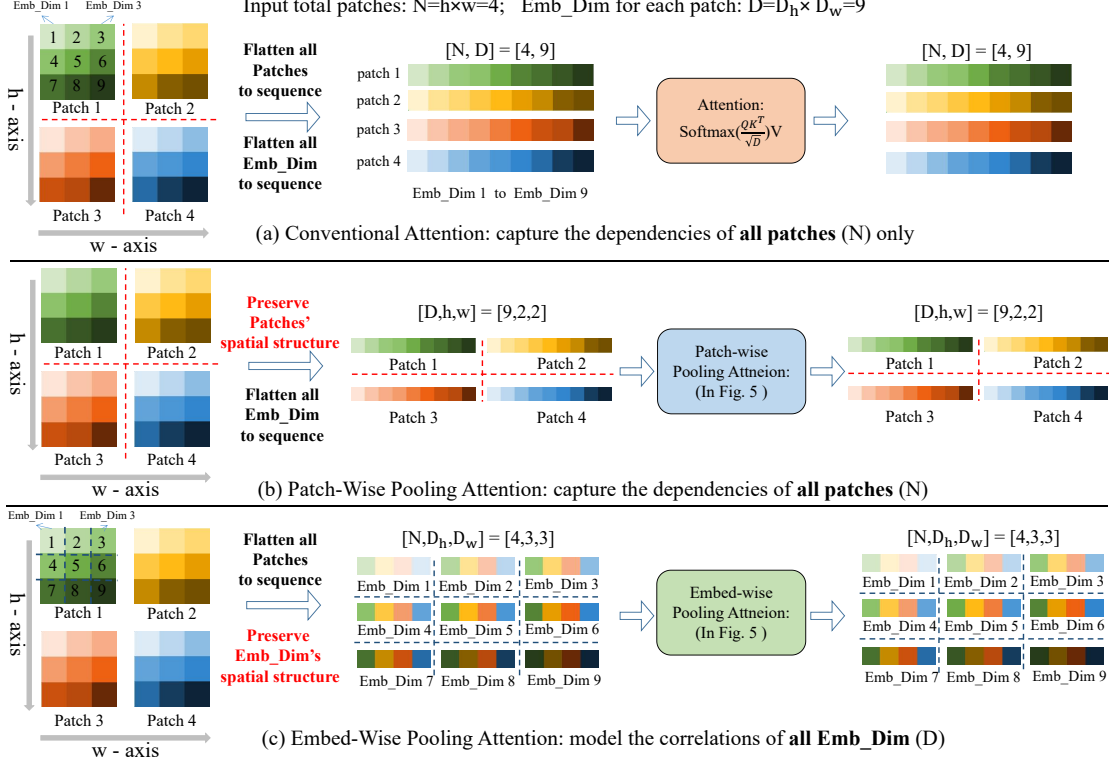 Input total patches: N=h×w=4; Emb_Dim for each patch: D=D_h× D_w=9
Emb_Dim 1 Emb_Dim 3
1 2 3
4 5 6
7 8 9
Patch 1 Patch 2
Patch 3 Patch 4
h - axis
w - axis
Flatten all
Patches
to sequence
Flatten all
Emb_Dim
to sequence
[N, D] = [4, 9]
patch 1
patch 2
patch 3
patch 4
Emb_Dim 1 to Emb_Dim 9
Attention:
Softmax(QK^T/√D)V
[N, D] = [4, 9]
(a) Conventional Attention: capture the dependencies of all patches (N) only
h - axis
Patch 1 Patch 2
Patch 3 Patch 4
w - axis
Preserve
Patches'
spatial structure
Flatten all
Emb_Dim
to sequence
[D,h,w] = [9,2,2]
Patch 1 Patch 2
Patch 3 Patch 4
Patch-wise
Pooling Attneion:
(In Fig. 5 )
[D,h,w] = [9,2,2]
Patch 1 Patch 2
Patch 3 Patch 4
(b) Patch-Wise Pooling Attention: capture the dependencies of all patches (N)
Emb_Dim 1 Emb_Dim 3
1 2 3
4 5 6
7 8 9
Patch 1 Patch 2
Patch 3 Patch 4
h - axis
w - axis
Flatten all
Patches
to sequence
Preserve
Emb_Dim's
spatial structure
[N,D_h,D_w] = [4,3,3]
Emb_Dim 1 Emb_Dim 2 Emb_Dim 3
Emb_Dim 4 Emb_Dim 5 Emb_Dim 6
Emb_Dim 7 Emb_Dim 8 Emb_Dim 9
Embed-wise
Pooling Attneion:
(In Fig. 5 )
[N,D_h,D_w] = [4,3,3]
Emb_Dim 1 Emb_Dim 2 Emb_Dim 3
Emb_Dim 4 Emb_Dim 5 Emb_Dim 6
Emb_Dim 7 Emb_Dim 8 Emb_Dim 9
(c) Embed-Wise Pooling Attention: model the correlations of all Emb_Dim (D)